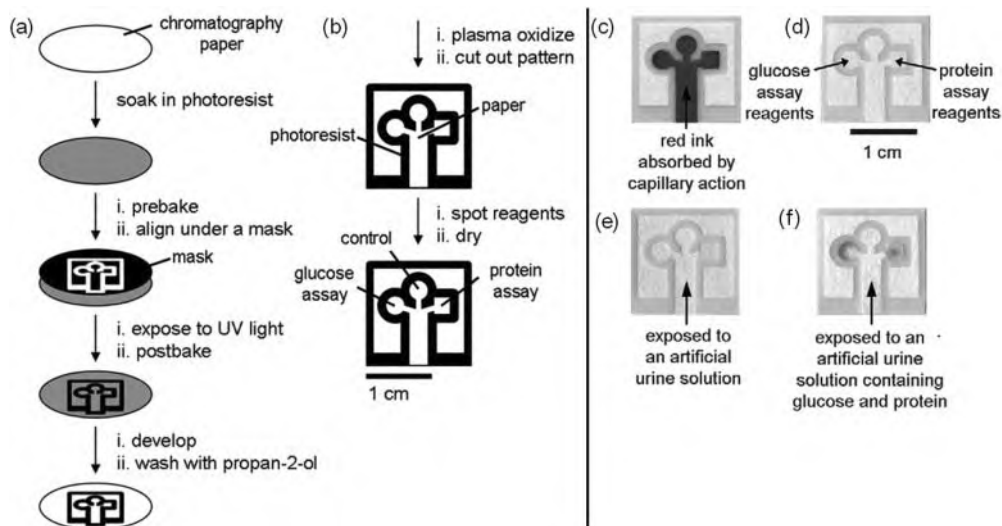 (a)
chromatography
paper
soak in photoresist
i. prebake
ii. align under a mask
mask
i. expose to UV light
ii. postbake
i. develop
ii. wash with propan-2-ol
(b)
i. plasma oxidize
ii. cut out pattern
paper
photoresist
i. spot reagents
ii. dry
control
glucose
assay
protein
assay
1 cm
(c)
red ink
absorbed by
capillary action
(d)
glucose
assay
reagents
protein
assay
reagents
1 cm
(e)
exposed to
an artificial
urine solution
(f)
exposed to an
artificial urine
solution containing
glucose and protein